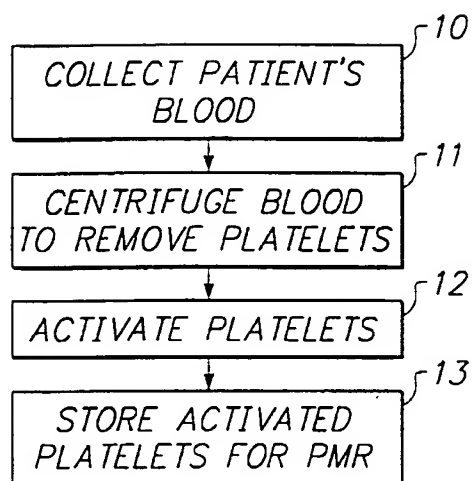 10
COLLECT PATIENT'S
BLOOD
11
CENTRIFUGE BLOOD
TO REMOVE PLATELETS
12
ACTIVATE PLATELETS
13
STORE ACTIVATED
PLATELETS FOR PMR